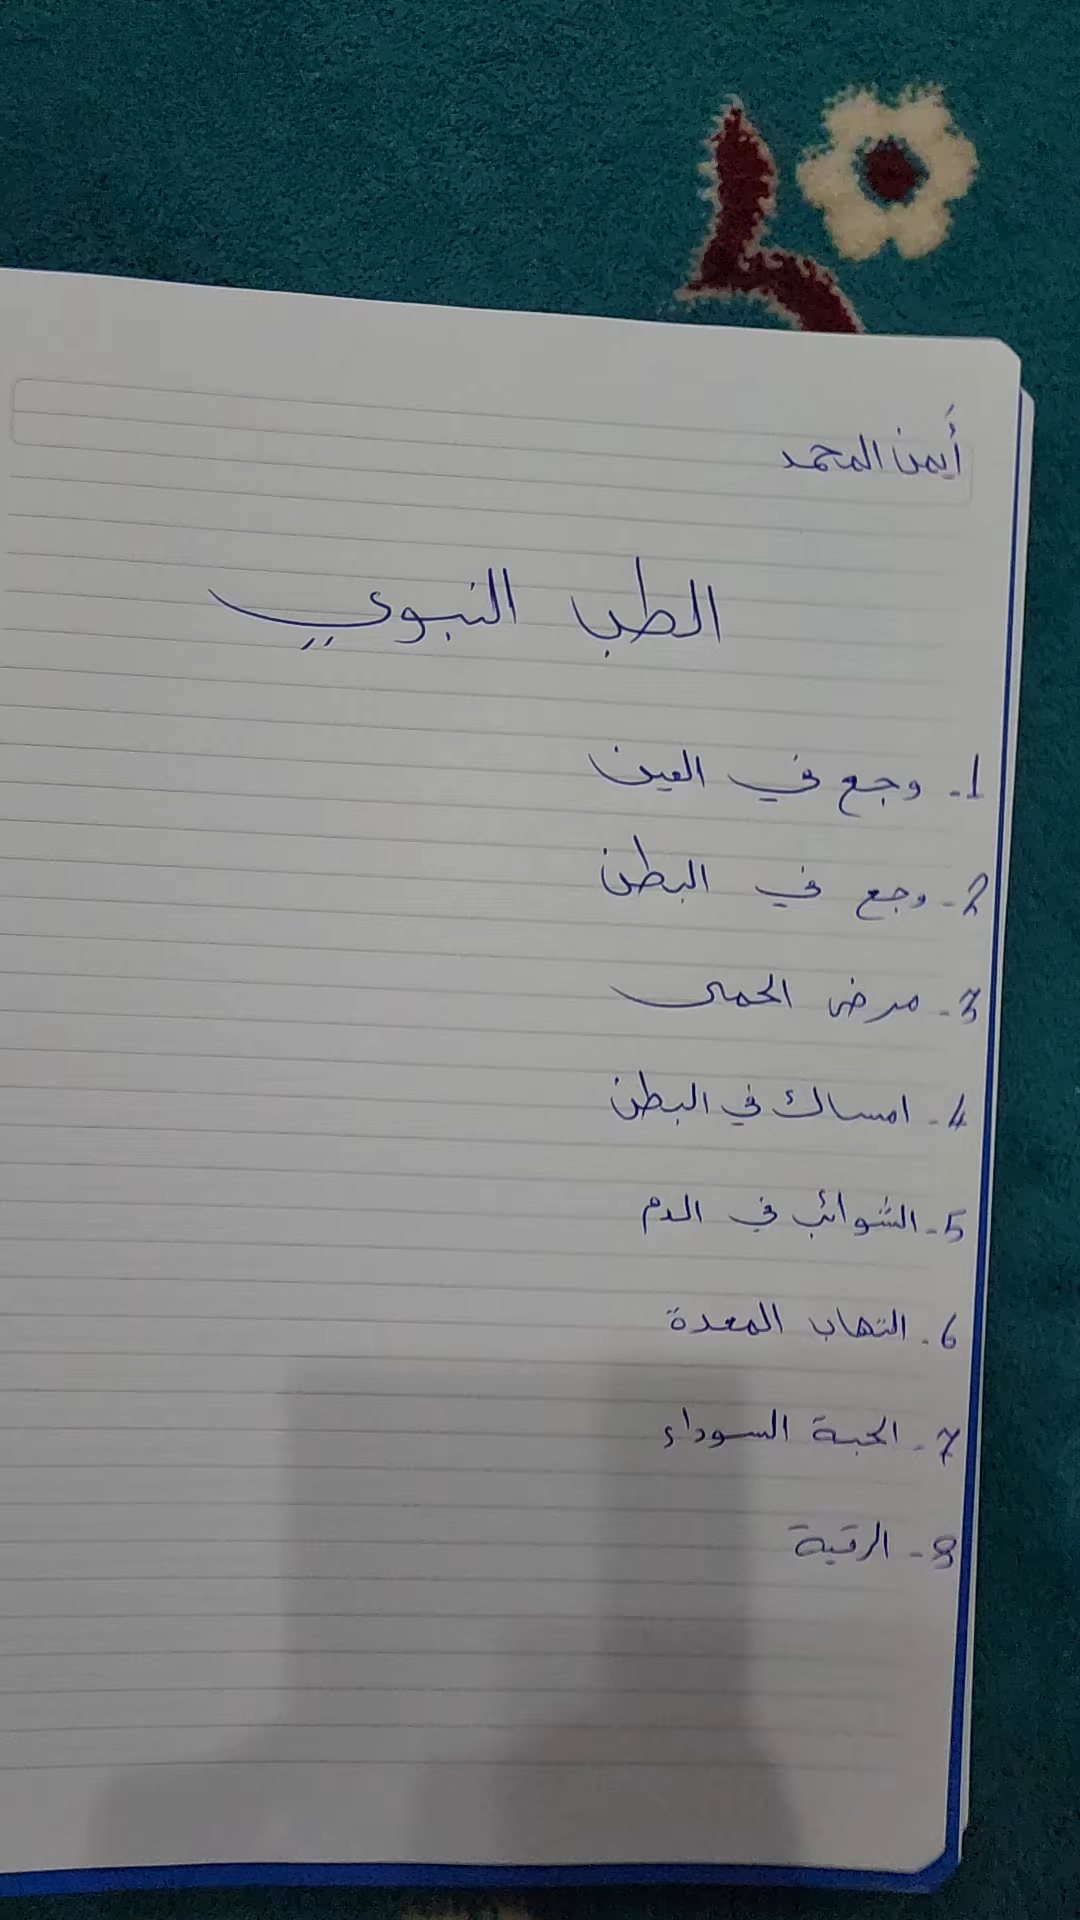 أيمن المحمد
الطب النبوي
1- وجع في العين
2- وجع في البطن
3- مرض الحمى
4- امساك في البطن
5- الشوائب في الدم
6- التهاب المعدة
7- الحبة السوداء
8- الرقية